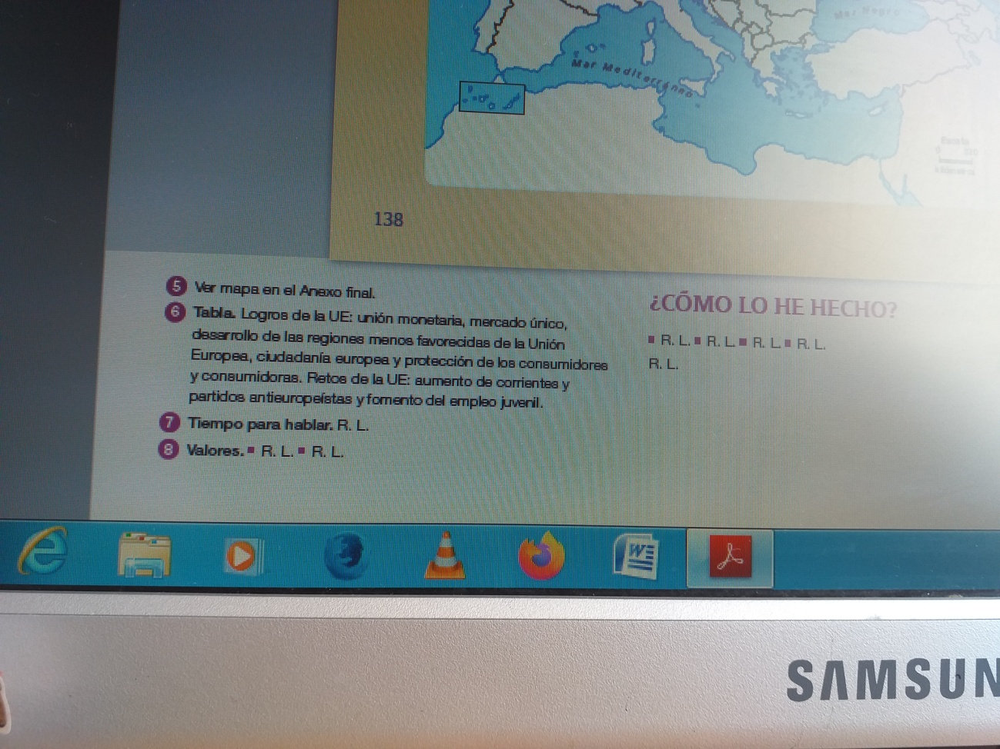 Mar Negro
Mar Mediterráneo
138
5 Ver mapa en el Anexo final.
6 Tabla. Logros de la UE: unión monetaria, mercado único,
desarrollo de las regiones menos favorecidas de la Unión
Europea, ciudadanía europea y protección de los consumidores
y consumidoras. Retos de la UE: aumento de corrientes y
partidos antieuropeístas y fomento del empleo juvenil.
7 Tiempo para hablar. R. L.
8 Valores. ■ R. L. ■ R. L.
¿CÓMO LO HE HECHO?
■ R. L. ■ R. L ■ R. L ■ R. L.
R. L.
W
SAMSUN